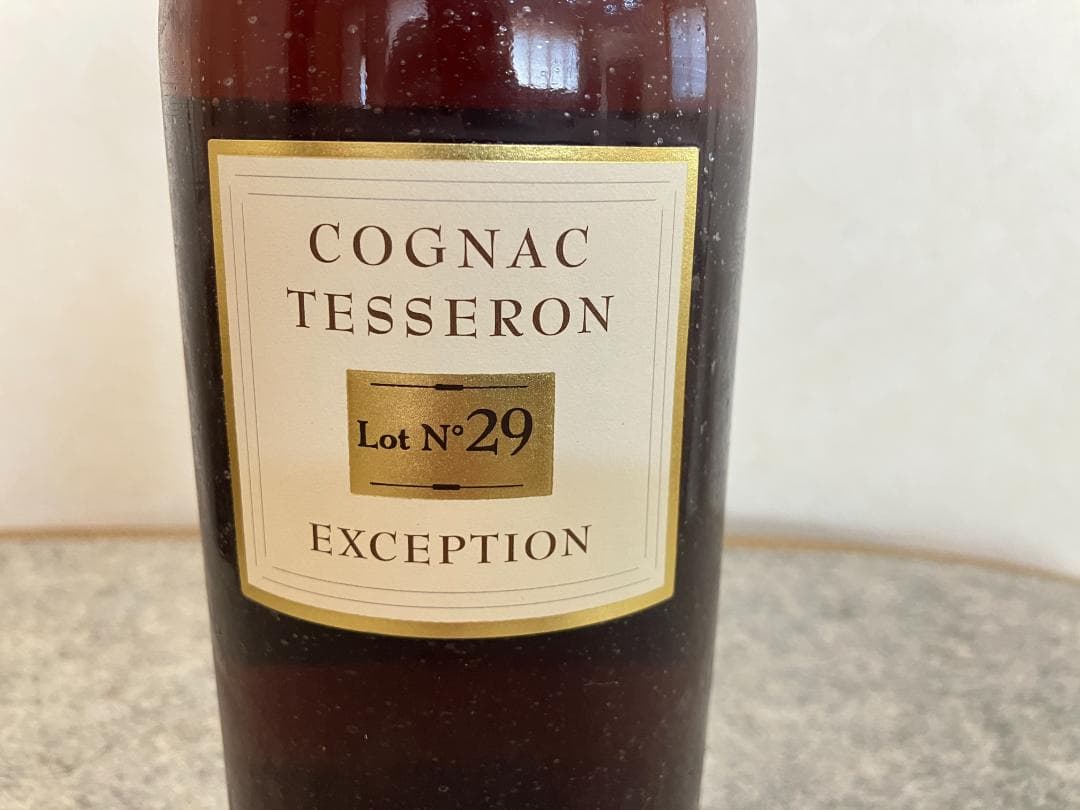 COGNAC
TESSERON
Lot N°29
EXCEPTION